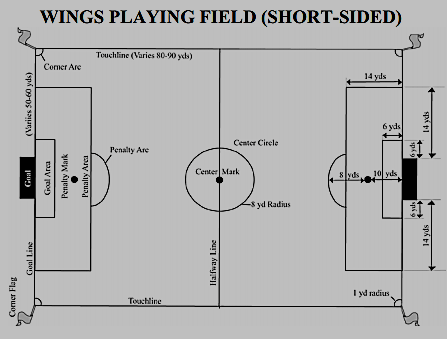 WINGS PLAYING FIELD (SHORT-SIDED)
Touchline (Varies 80-90 yds)
Corner Arc
14 yds
(Variies 50-60 yds)
14 yds
6 yds
6 yds
Penalty Arc
Center Circle
Goal
Goal Area
Penalty Mark
Penalty Area
Center Mark
8 yds
10 yds
8 yd Radius
6 yds
14 yds
Goal Line
Halfway Line
Corner Flag
Touchline
1 yd radius